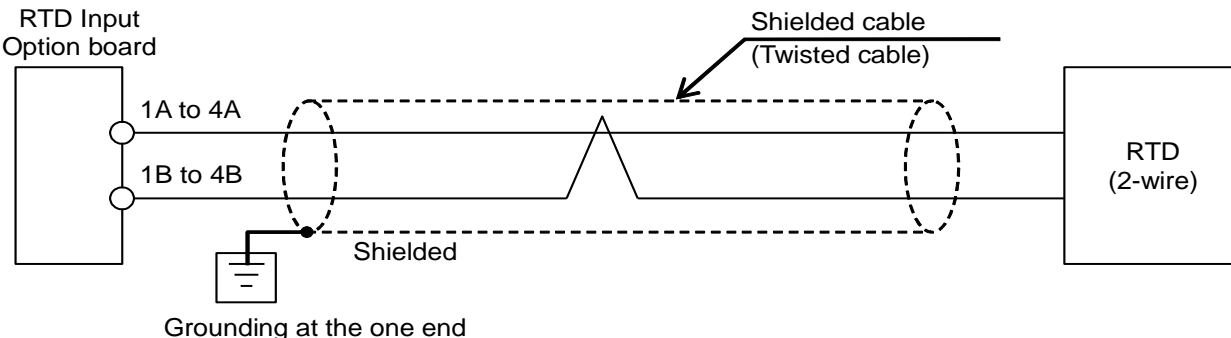 RTD Input
Option board
Shielded cable
(Twisted cable)
1A to 4A
1B to 4B
RTD
(2-wire)
Shielded
Grounding at the one end